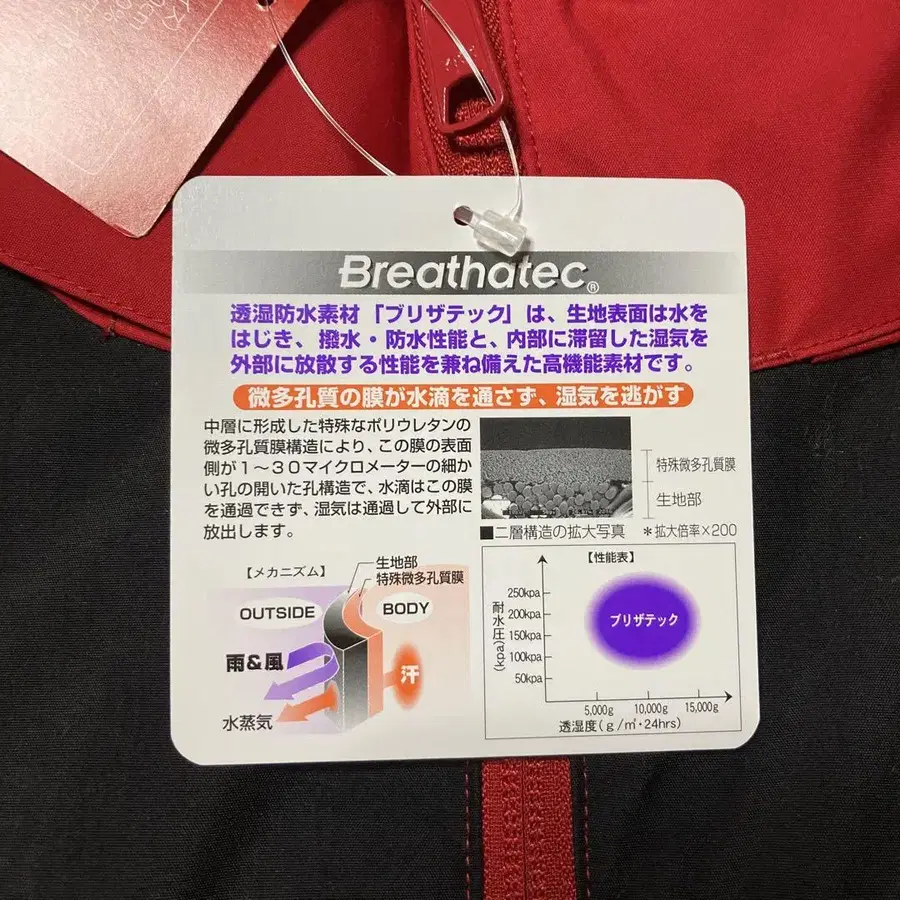 Breathatec®
透湿防水素材「ブリザテック」は、生地表面は水を
はじき、撥水・防水性能と、内部に滞留した湿気を
外部に放散する性能を兼ね備えた高機能素材です。
微多孔質の膜が水滴を通さず、湿気を逃がす
中層に形成した特殊なポリウレタンの
微多孔質膜構造により、この膜の表面
側が1〜30マイクロメーターの細か
い孔の開いた孔構造で、水滴はこの膜
を通過できず、湿気は通過して外部に
放出します。
特殊微多孔質膜
生地部
■二層構造の拡大写真 *拡大倍率×200
【メカニズム】
生地部
特殊微多孔質膜
OUTSIDE
BODY
雨&風
汗
水蒸気
【性能表】
耐水圧(kpa)
250kpa
200kpa
150kpa
100kpa
50kpa
ブリザテック
5,000g 10,000g 15,000g
透湿度(g/㎡・24hrs)